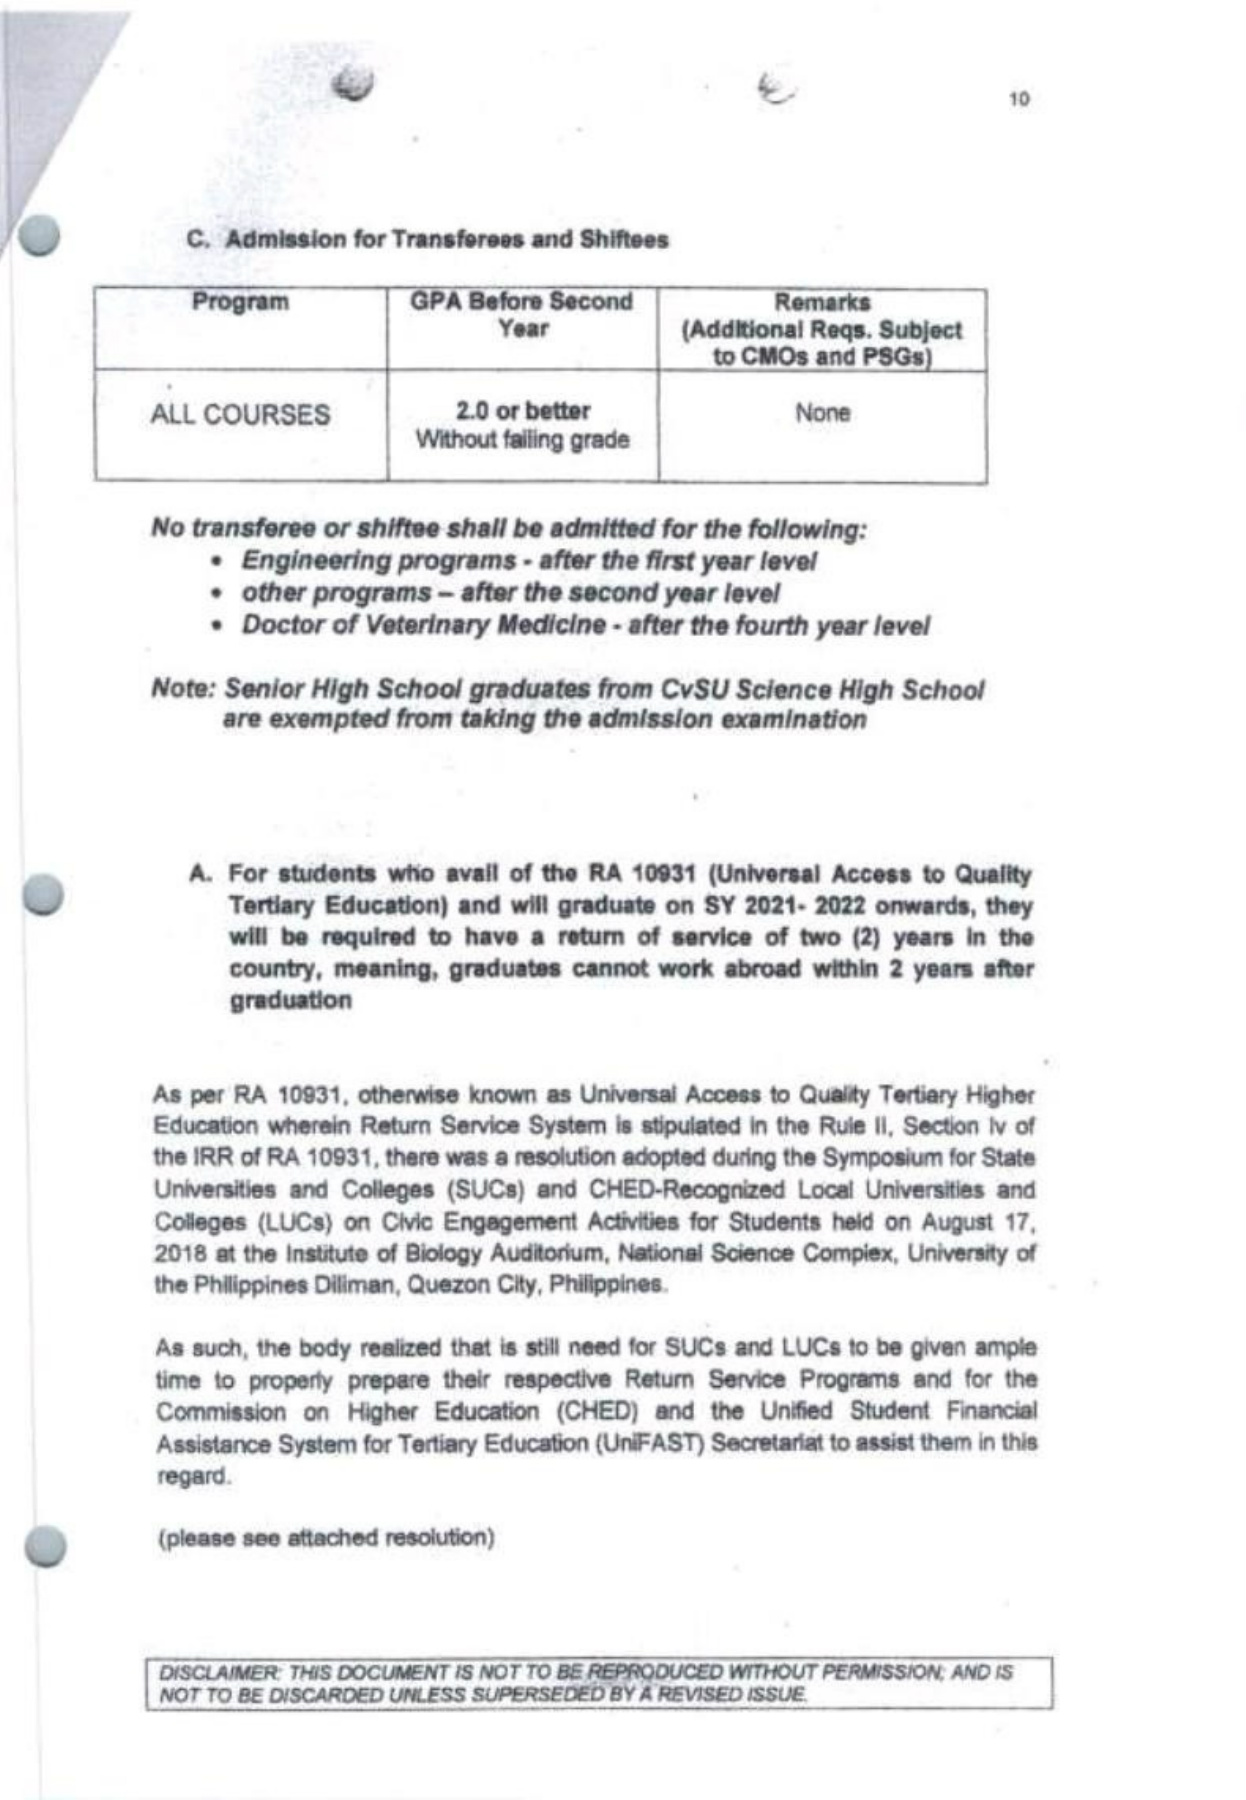 10
C. Admission for Transferees and Shiftees
Program
GPA Before Second
Year
Remarks
(Additional Reqs. Subject
to CMOs and PSGs)
ALL COURSES
2.0 or better
Without failing grade
None
No transferee or shiftee shall be admitted for the following:
• Engineering programs - after the first year level
• other programs – after the second year level
• Doctor of Veterinary Medicine - after the fourth year level
Note: Senior High School graduates from CvSU Science High School
are exempted from taking the admission examination
A. For students who avail of the RA 10931 (Universal Access to Quality
Tertiary Education) and will graduate on SY 2021- 2022 onwards, they
will be required to have a return of service of two (2) years in the
country, meaning, graduates cannot work abroad within 2 years after
graduation
As per RA 10931, otherwise known as Universal Access to Quality Tertiary Higher
Education wherein Return Service System is stipulated in the Rule II, Section iv of
the IRR of RA 10931, there was a resolution adopted during the Symposium for State
Universities and Colleges (SUCs) and CHED-Recognized Local Universities and
Colleges (LUCs) on Civic Engagement Activities for Students held on August 17,
2018 at the Institute of Biology Auditorium, National Science Complex, University of
the Philippines Diliman, Quezon City, Philippines.
As such, the body realized that is still need for SUCs and LUCs to be given ample
time to properly prepare their respective Return Service Programs and for the
Commission on Higher Education (CHED) and the Unified Student Financial
Assistance System for Tertiary Education (UniFAST) Secretariat to assist them in this
regard.
(please see attached resolution)
DISCLAIMER: THIS DOCUMENT IS NOT TO BE REPRODUCED WITHOUT PERMISSION; AND IS
NOT TO BE DISCARDED UNLESS SUPERSEDED BY A REVISED ISSUE.